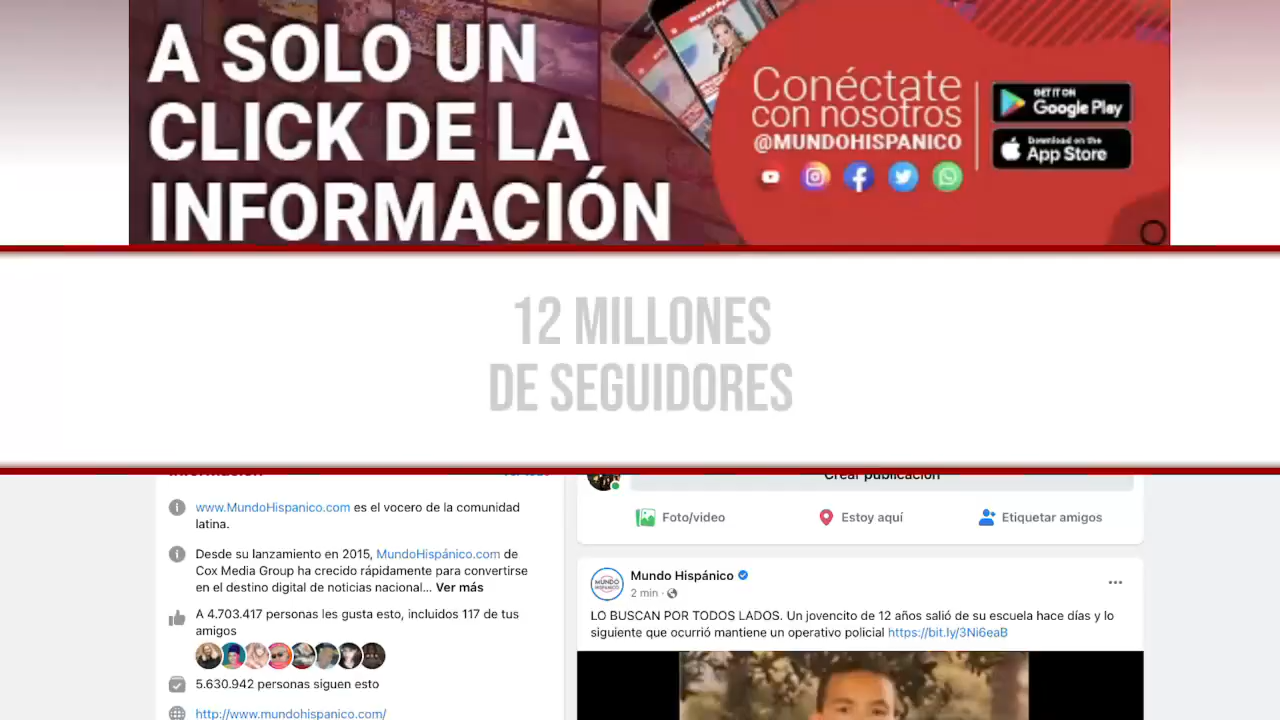 A SOLO UN
CLICK DE LA
INFORMACIÓN
Conéctate
con nosotros
@MUNDOHISPANICO
GET IT ON
Google Play
Download on the
App Store
12 MILLONES
DE SEGUIDORES
www.MundoHispanico.com es el vocero de la comunidad
latina.
Desde su lanzamiento en 2015, MundoHispánico.com de
Cox Media Group ha crecido rápidamente para convertirse
en el destino digital de noticias nacional... Ver más
A 4.703.417 personas les gusta esto, incluidos 117 de tus
amigos
5.630.942 personas siguen esto
http://www.mundohispanico.com/
Crear publicación
Foto/video
Estoy aquí
Etiquetar amigos
MUNDO
HISPÁNICO
Mundo Hispánico
2 min ·
LO BUSCAN POR TODOS LADOS. Un jovencito de 12 años salió de su escuela hace días y lo
siguiente que ocurrió mantiene un operativo policial https://bit.ly/3Ni6eaB